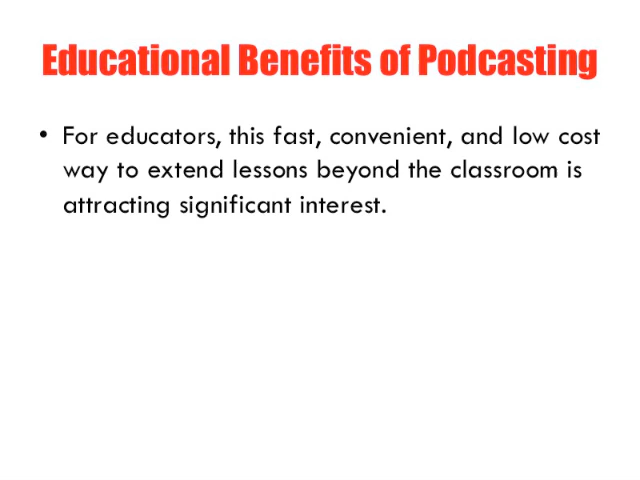 Educational Benefits of Podcasting
• For educators, this fast, convenient, and low cost
way to extend lessons beyond the classroom is
attracting significant interest.